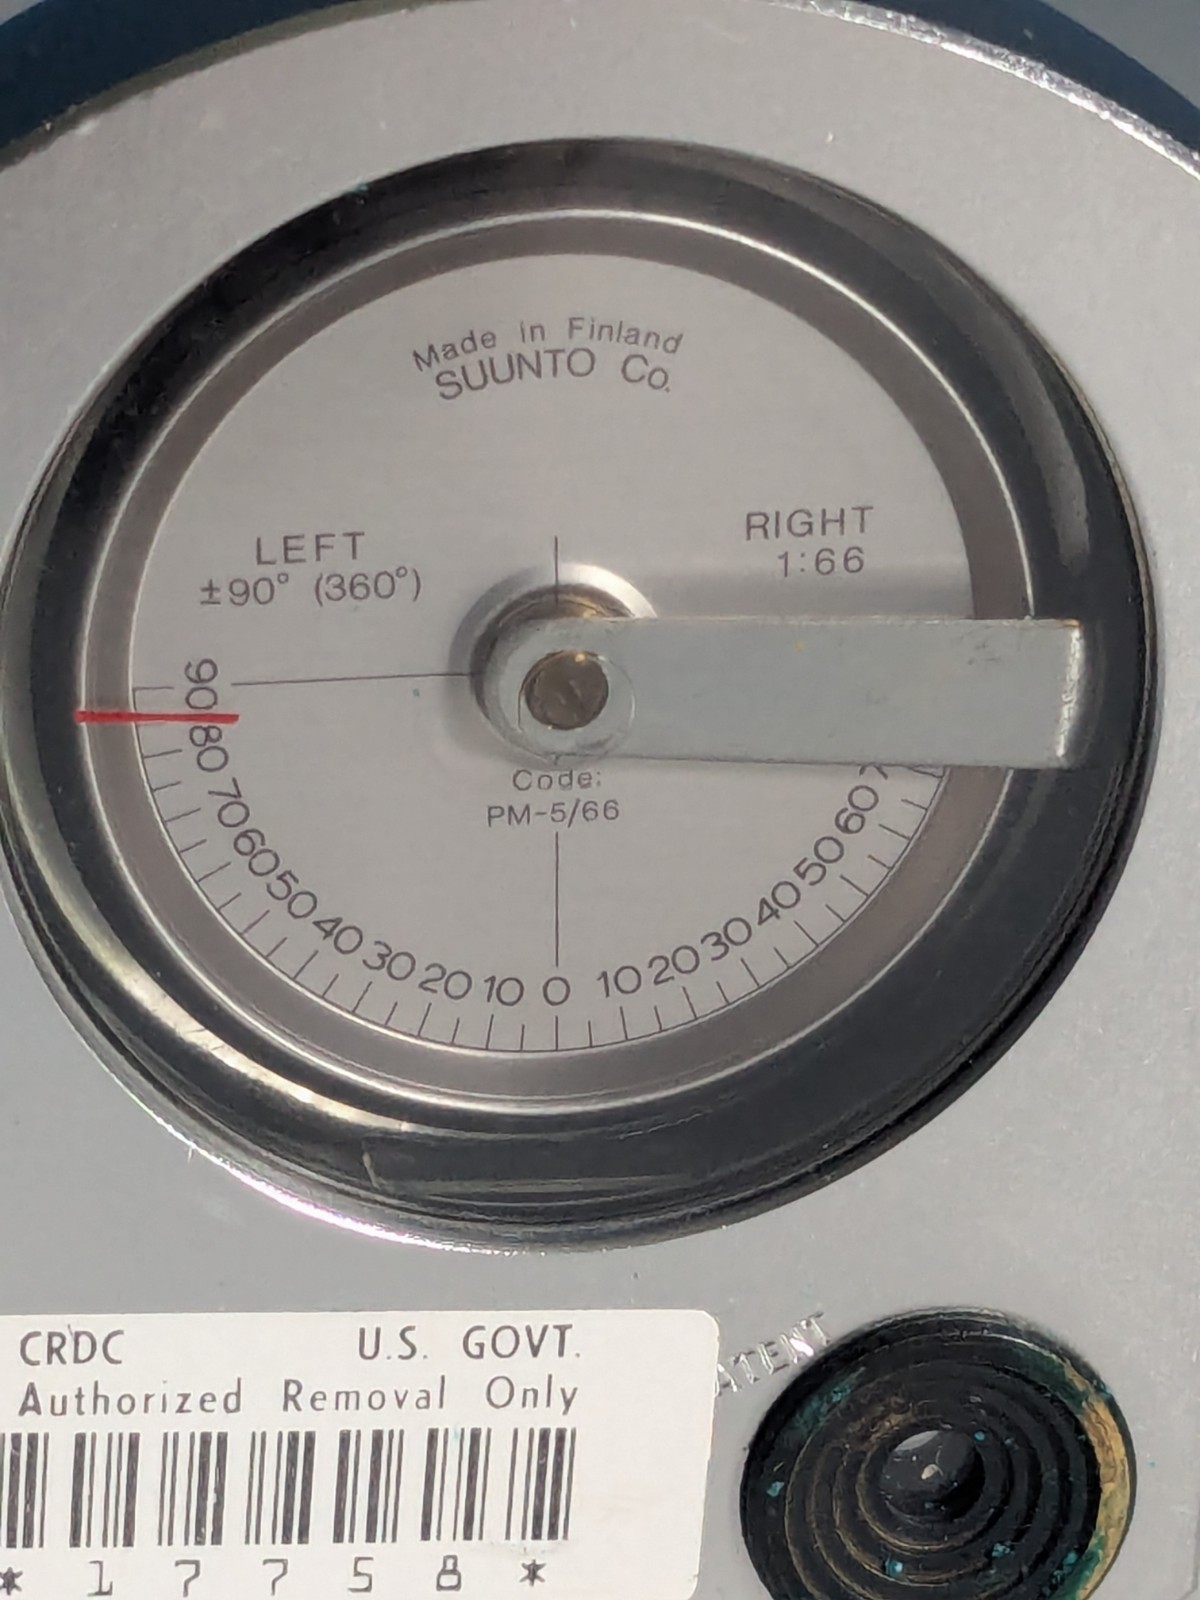 Made in Finland
SUUNTO Co.
LEFT
±90° (360°)
RIGHT
1:66
Code:
PM-5/66
90 80 70 60 50 40 30 20 10 0 10 20 30 40 50 60
CRDC U.S. GOVT.
Authorized Removal Only
* 1 7 7 5 8 *